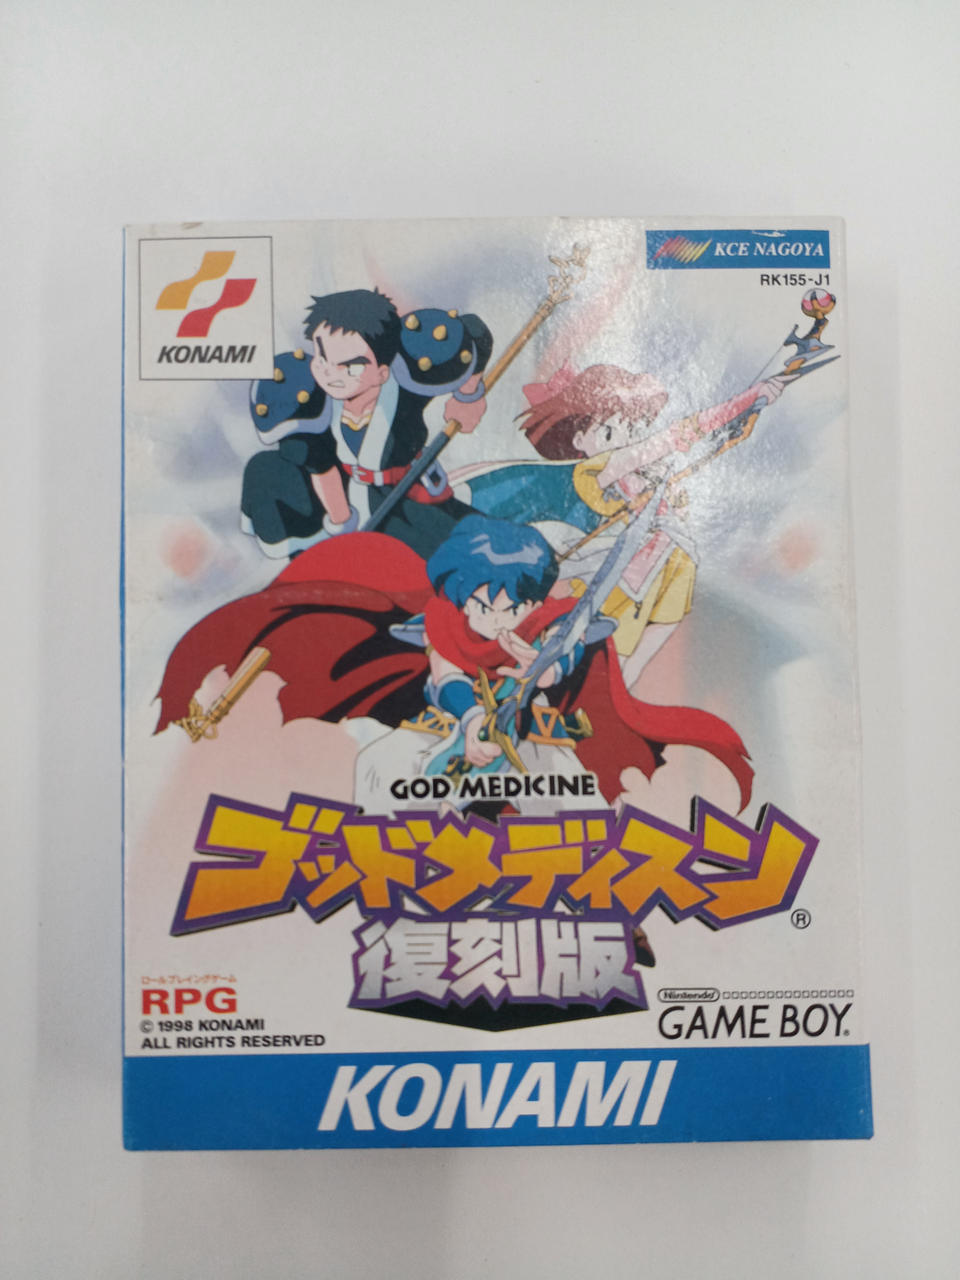 KONAMI
KCE NAGOYA
RK155-J1
GOD MEDICINE
ゴッドメディスン
®
復刻版
ロールプレイングゲーム
RPG
© 1998 KONAMI
ALL RIGHTS RESERVED
Nintendo
GAME BOY®
KONAMI